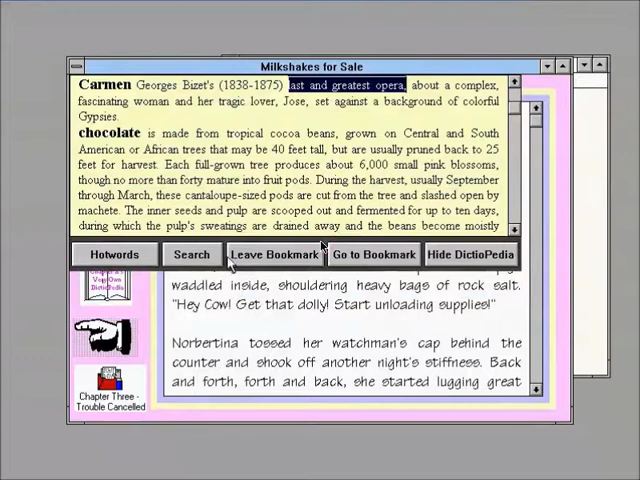 Milkshakes for Sale
Carmen Georges Bizet's (1838-1875) last and greatest opera, about a complex,
fascinating woman and her tragic lover, Jose, set against a background of colorful
Gypsies.
chocolate is made from tropical cocoa beans, grown on Central and South
American or African trees that may be 40 feet tall, but are usually pruned back to 25
feet for harvest. Each full-grown tree produces about 6,000 small pink blossoms,
though no more than forty mature into fruit pods. During the harvest, usually September
through March, these cantaloupe-sized pods are cut from the tree and slashed open by
machete. The inner seeds and pulp are scooped out and fermented for up to ten days,
during which the pulp's sweatings are drained away and the beans become moistly
Hotwords Search Leave Bookmark Go to Bookmark Hide DictioPedia
Very Own
DictioPedia
waddled inside, shouldering heavy bags of rock salt.
"Hey Cow! Get that dolly! Start unloading supplies!"
Norbertina tossed her watchman's cap behind the
counter and shook off another night's stiffness. Back
and forth, forth and back, she started lugging great
Chapter Three -
Trouble Cancelled